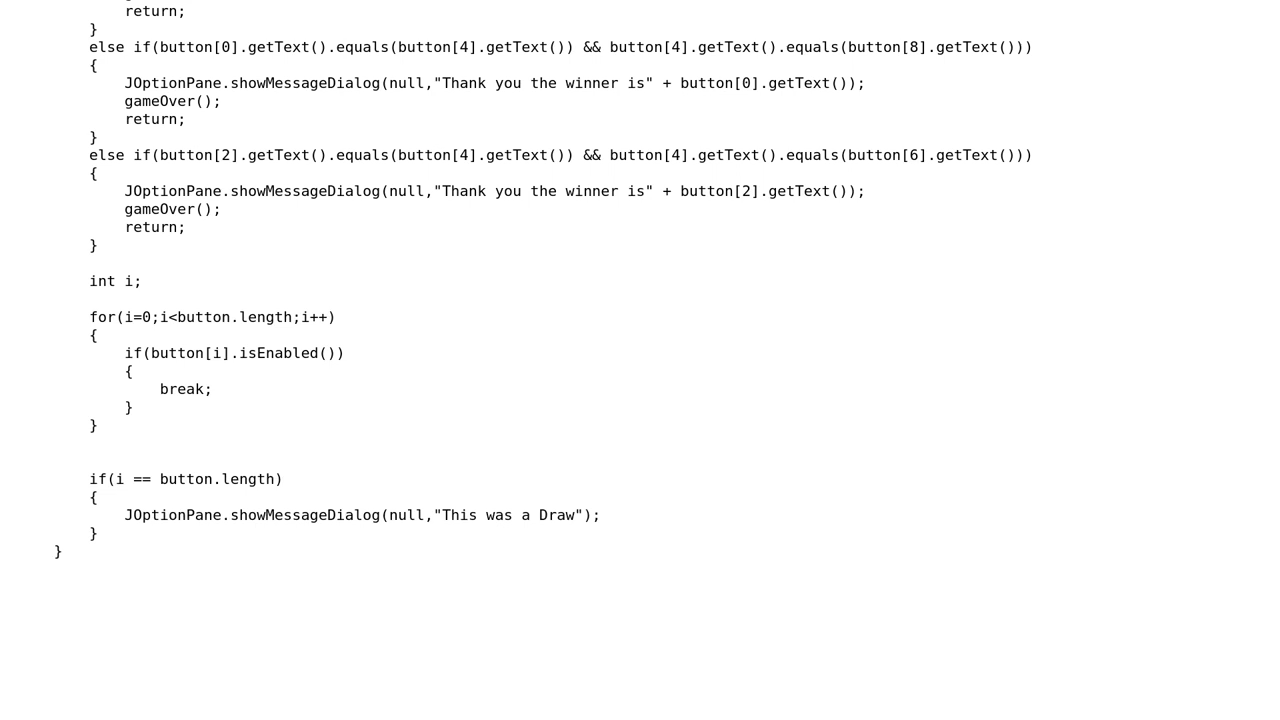 return;
}
else if(button[0].getText().equals(button[4].getText()) && button[4].getText().equals(button[8].getText()))
{
JOptionPane.showMessageDialog(null,"Thank you the winner is" + button[0].getText());
gameOver();
return;
}
else if(button[2].getText().equals(button[4].getText()) && button[4].getText().equals(button[6].getText()))
{
JOptionPane.showMessageDialog(null,"Thank you the winner is" + button[2].getText());
gameOver();
return;
}
int i;
for(i=0;i<button.length;i++)
{
if(button[i].isEnabled())
{
break;
}
}
if(i == button.length)
{
JOptionPane.showMessageDialog(null,"This was a Draw");
}
}